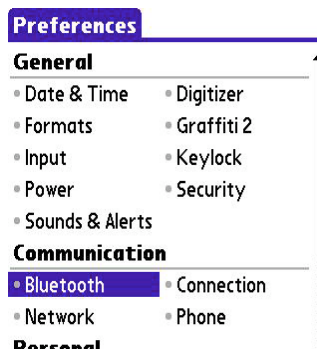 Preferences
General
Date & Time Digitizer
Formats Graffiti 2
Input Keylock
Power Security
Sounds & Alerts
Communication
Bluetooth Connection
Network Phone
Personal